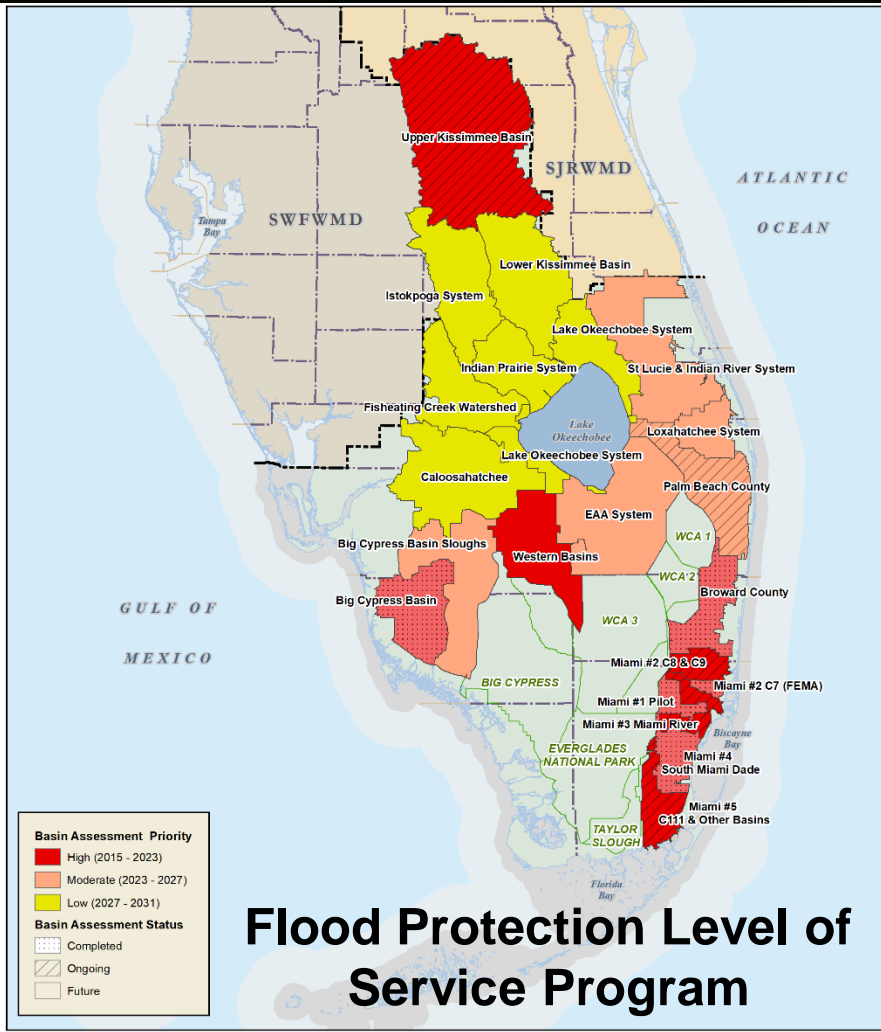 Upper Kissimmee Basin
SJRWMD
ATLANTIC
OCEAN
SWFWMD
Tampa
Bay
Lower Kissimmee Basin
Istokpoga System
Lake Okeechobee System
Indian Prairie System
St Lucie & Indian River System
Fisheating Creek Watershed
Lake
Okeechobee
Loxahatchee System
Lake Okeechobee System
Caloosahatchee
Palm Beach County
EAA System
WCA 1
Big Cypress Basin Sloughs
Western Basins
WCA 2
Big Cypress Basin
Broward County
GULF OF
MEXICO
WCA 3
Miami #2 C8 & C9
BIG CYPRESS
Miami #2 C7 (FEMA)
Miami #1 Pilot
Miami #3 Miami River
Biscayne
Bay
EVERGLADES
NATIONAL PARK
Miami #4
South Miami Dade
Miami #5
C111 & Other Basins
TAYLOR
SLOUGH
Florida
Bay
Basin Assessment Priority
High (2015 - 2023)
Moderate (2023 - 2027)
Low (2027 - 2031)
Basin Assessment Status
Completed
Ongoing
Future
Flood Protection Level of
Service Program